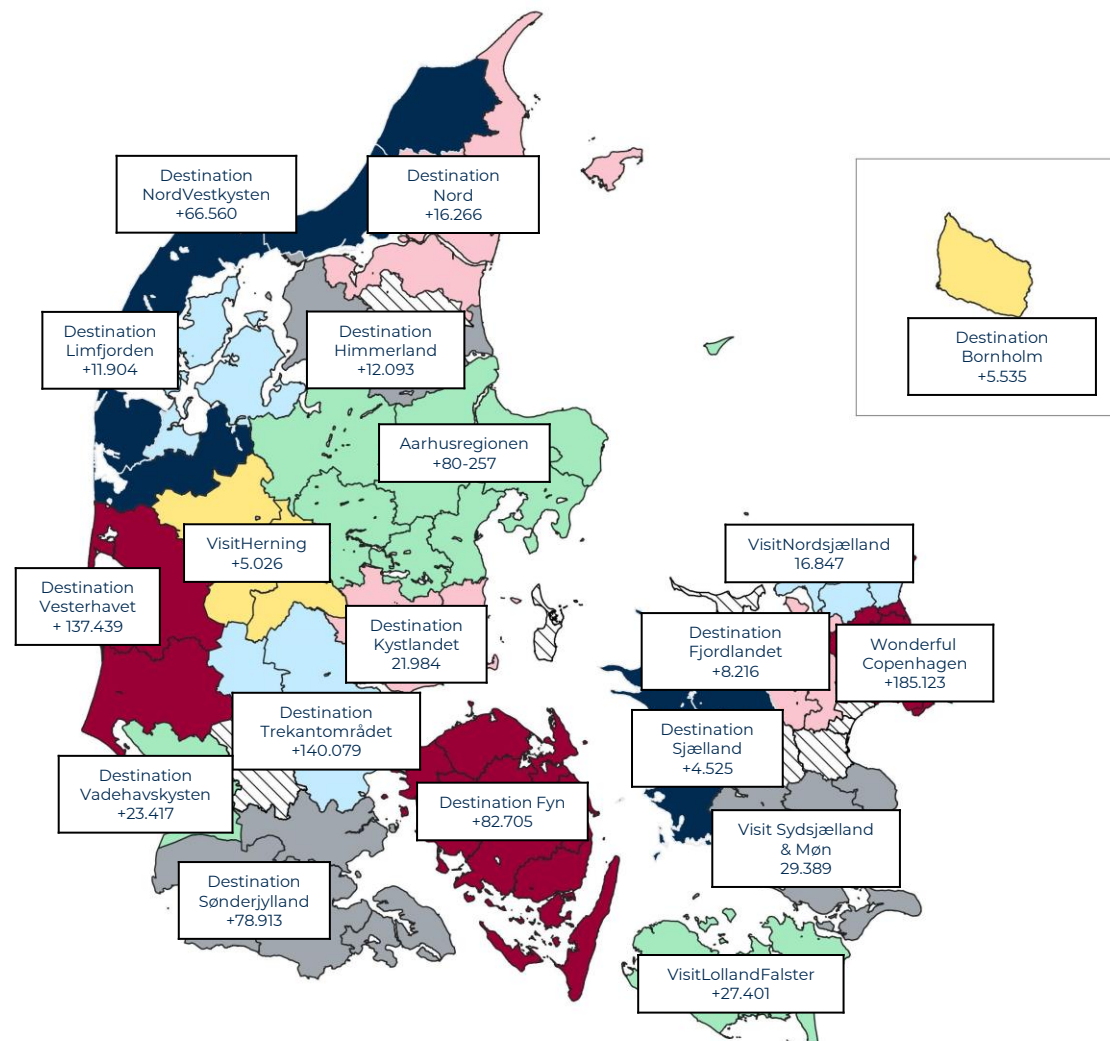 Destination
NordVestkysten
+66.560
Destination
Nord
+16.266
Destination
Limfjorden
+11.904
Destination
Himmerland
+12.093
Destination
Bornholm
+5.535
Aarhusregionen
+80-257
VisitHerning
+5.026
VisitNordsjælland
16.847
Destination
Vesterhavet
+ 137.439
Destination
Kystlandet
21.984
Destination
Fjordlandet
+8.216
Wonderful
Copenhagen
+185.123
Destination
Trekantområdet
+140.079
Destination
Sjælland
+4.525
Destination
Vadehavskysten
+23.417
Destination Fyn
+82.705
Visit Sydsjælland
& Møn
29.389
Destination
Sønderjylland
+78.913
VisitLollandFalster
+27.401